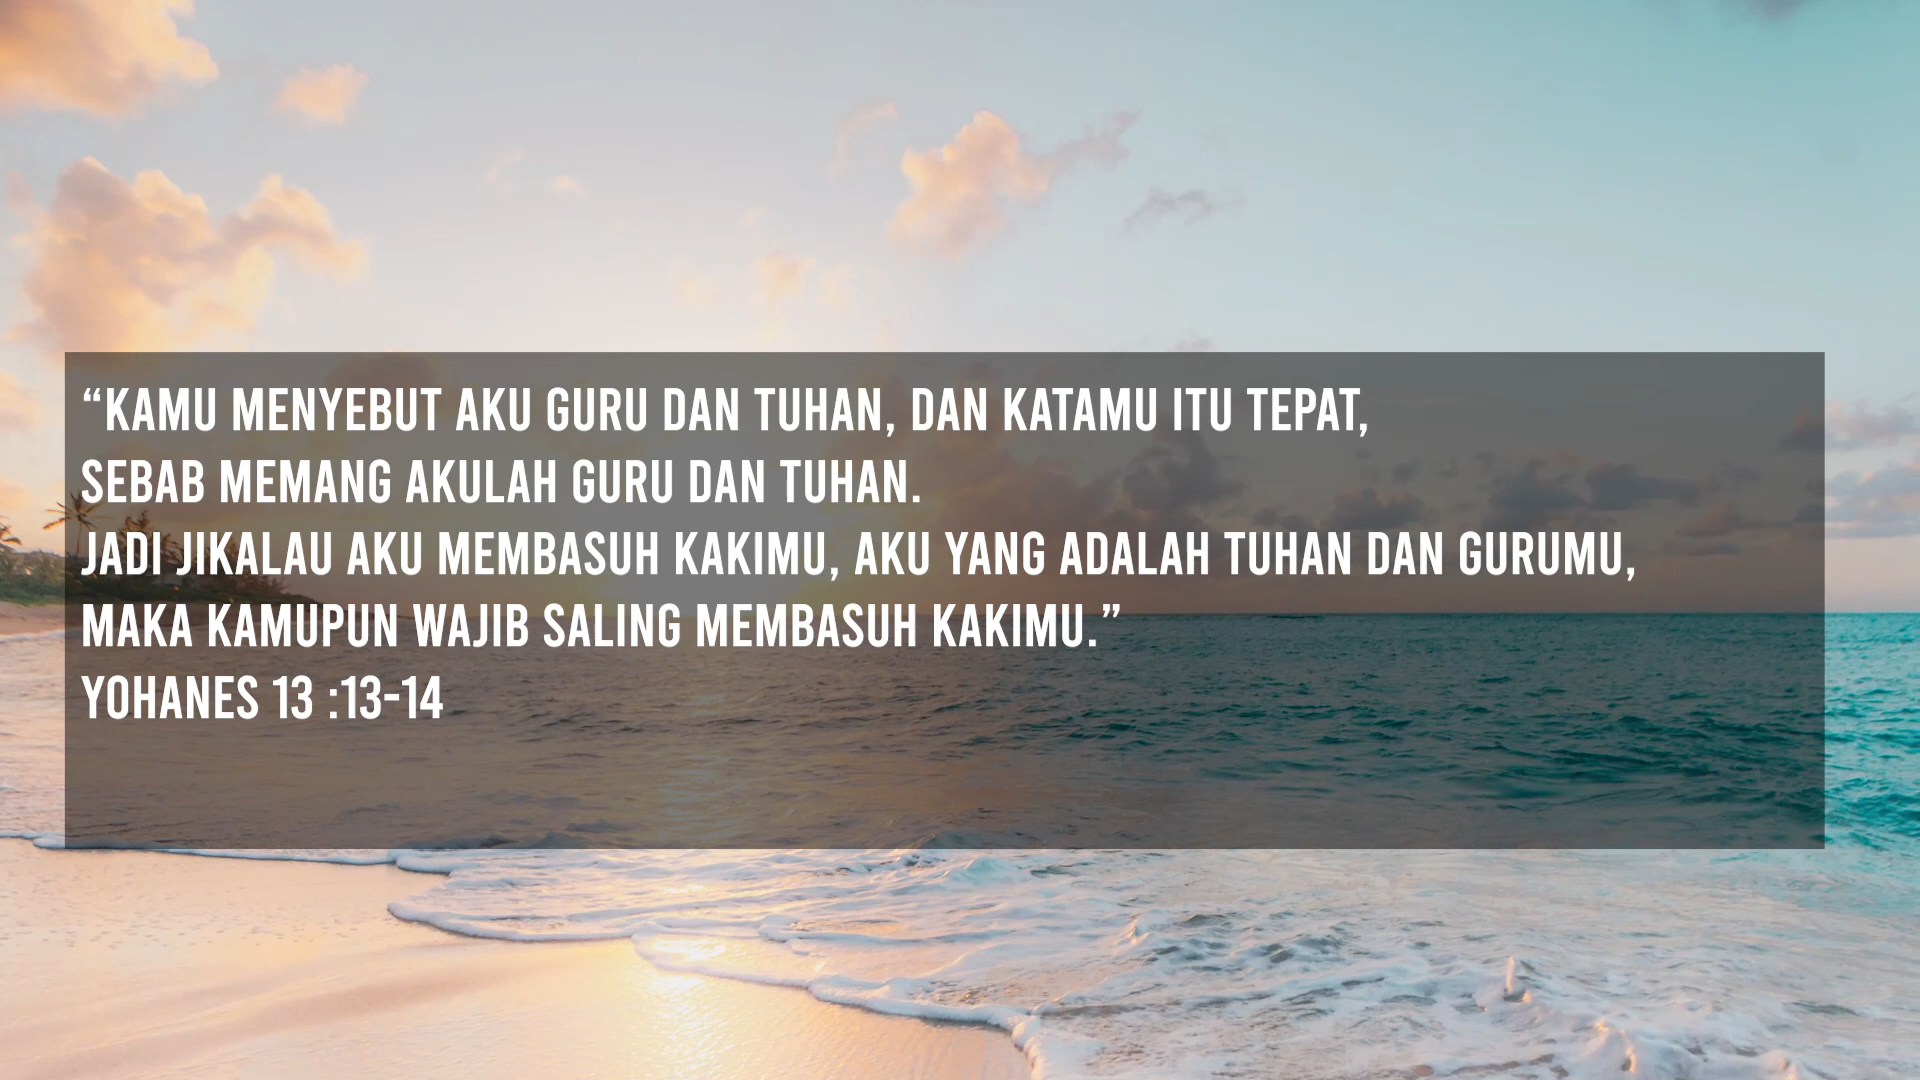 “KAMU MENYEBUT AKU GURU DAN TUHAN, DAN KATAMU ITU TEPAT,
SEBAB MEMANG AKULAH GURU DAN TUHAN.
JADI JIKALAU AKU MEMBASUH KAKIMU, AKU YANG ADALAH TUHAN DAN GURUMU,
MAKA KAMUPUN WAJIB SALING MEMBASUH KAKIMU.”
YOHANES 13 :13-14